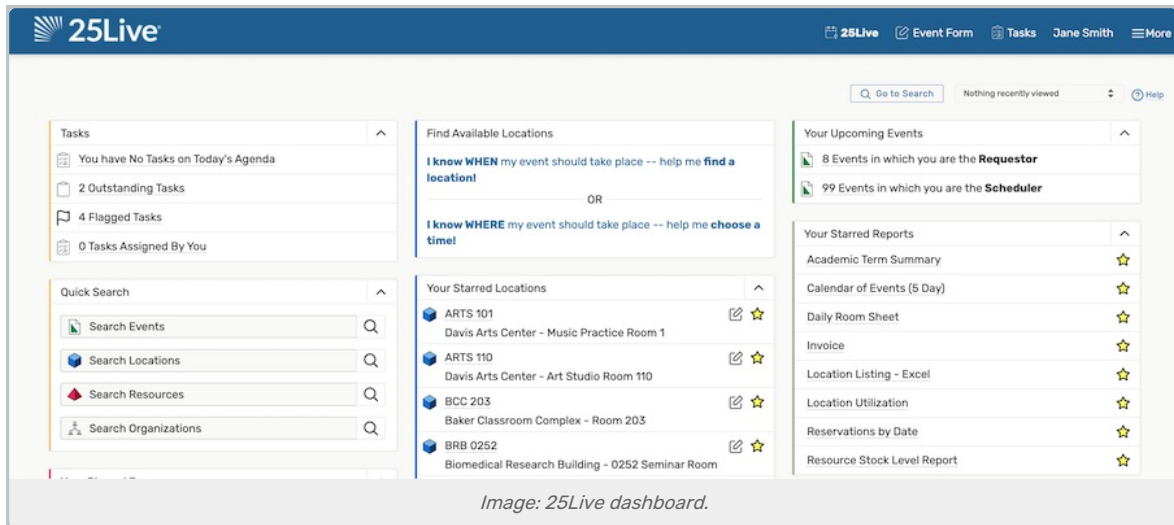 25Live
25Live
Event Form
Tasks
Jane Smith
More
Go to Search
Nothing recently viewed
Help
Tasks
You have No Tasks on Today's Agenda
2 Outstanding Tasks
4 Flagged Tasks
0 Tasks Assigned By You
Quick Search
Search Events
Search Locations
Search Resources
Search Organizations
Find Available Locations
I know WHEN my event should take place -- help me find a
location!
OR
I know WHERE my event should take place -- help me choose a
time!
Your Starred Locations
ARTS 101
Davis Arts Center - Music Practice Room 1
ARTS 110
Davis Arts Center - Art Studio Room 110
BCC 203
Baker Classroom Complex - Room 203
BRB 0252
Biomedical Research Building - 0252 Seminar Room
Your Upcoming Events
8 Events in which you are the Requestor
99 Events in which you are the Scheduler
Your Starred Reports
Academic Term Summary
Calendar of Events (5 Day)
Daily Room Sheet
Invoice
Location Listing - Excel
Location Utilization
Reservations by Date
Resource Stock Level Report
Image: 25Live dashboard.